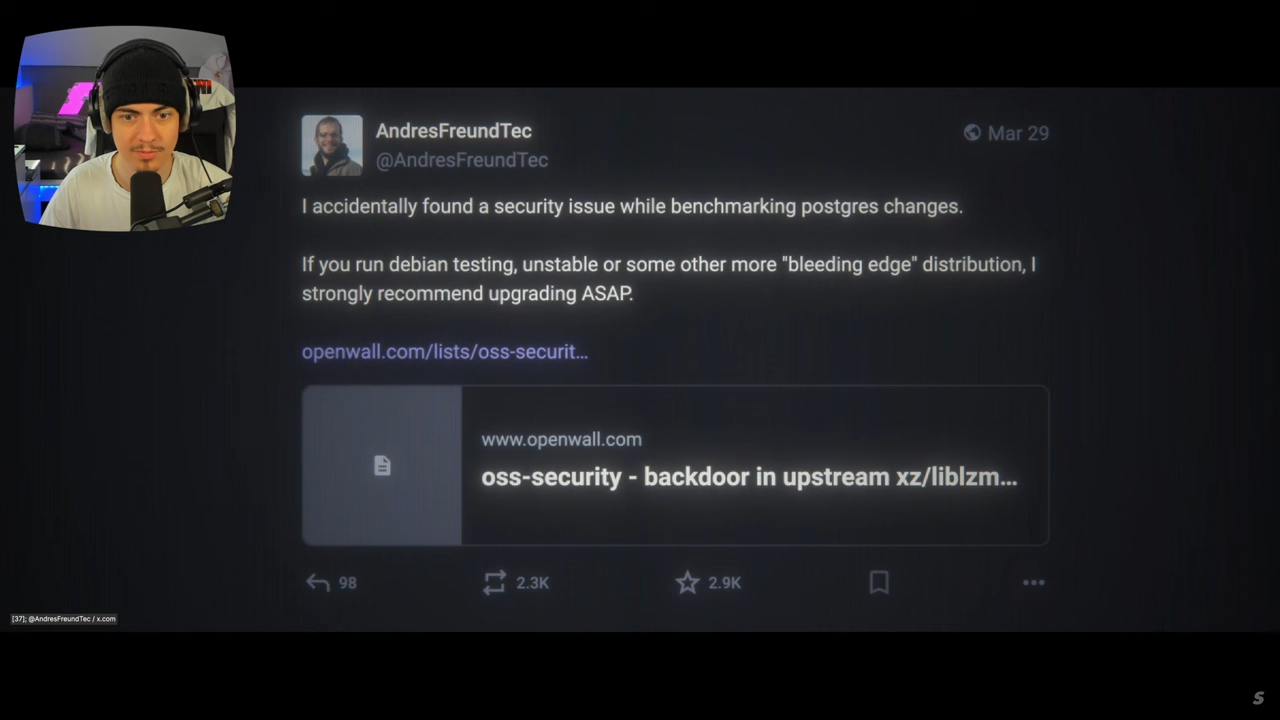 AndresFreundTec
@AndresFreundTec
Mar 29
I accidentally found a security issue while benchmarking postgres changes.
If you run debian testing, unstable or some other more "bleeding edge" distribution, I
strongly recommend upgrading ASAP.
openwall.com/lists/oss-securit...
www.openwall.com
oss-security - backdoor in upstream xz/liblzm...
98
2.3K
2.9K
[37]; @AndresFreundTec / x.com
S